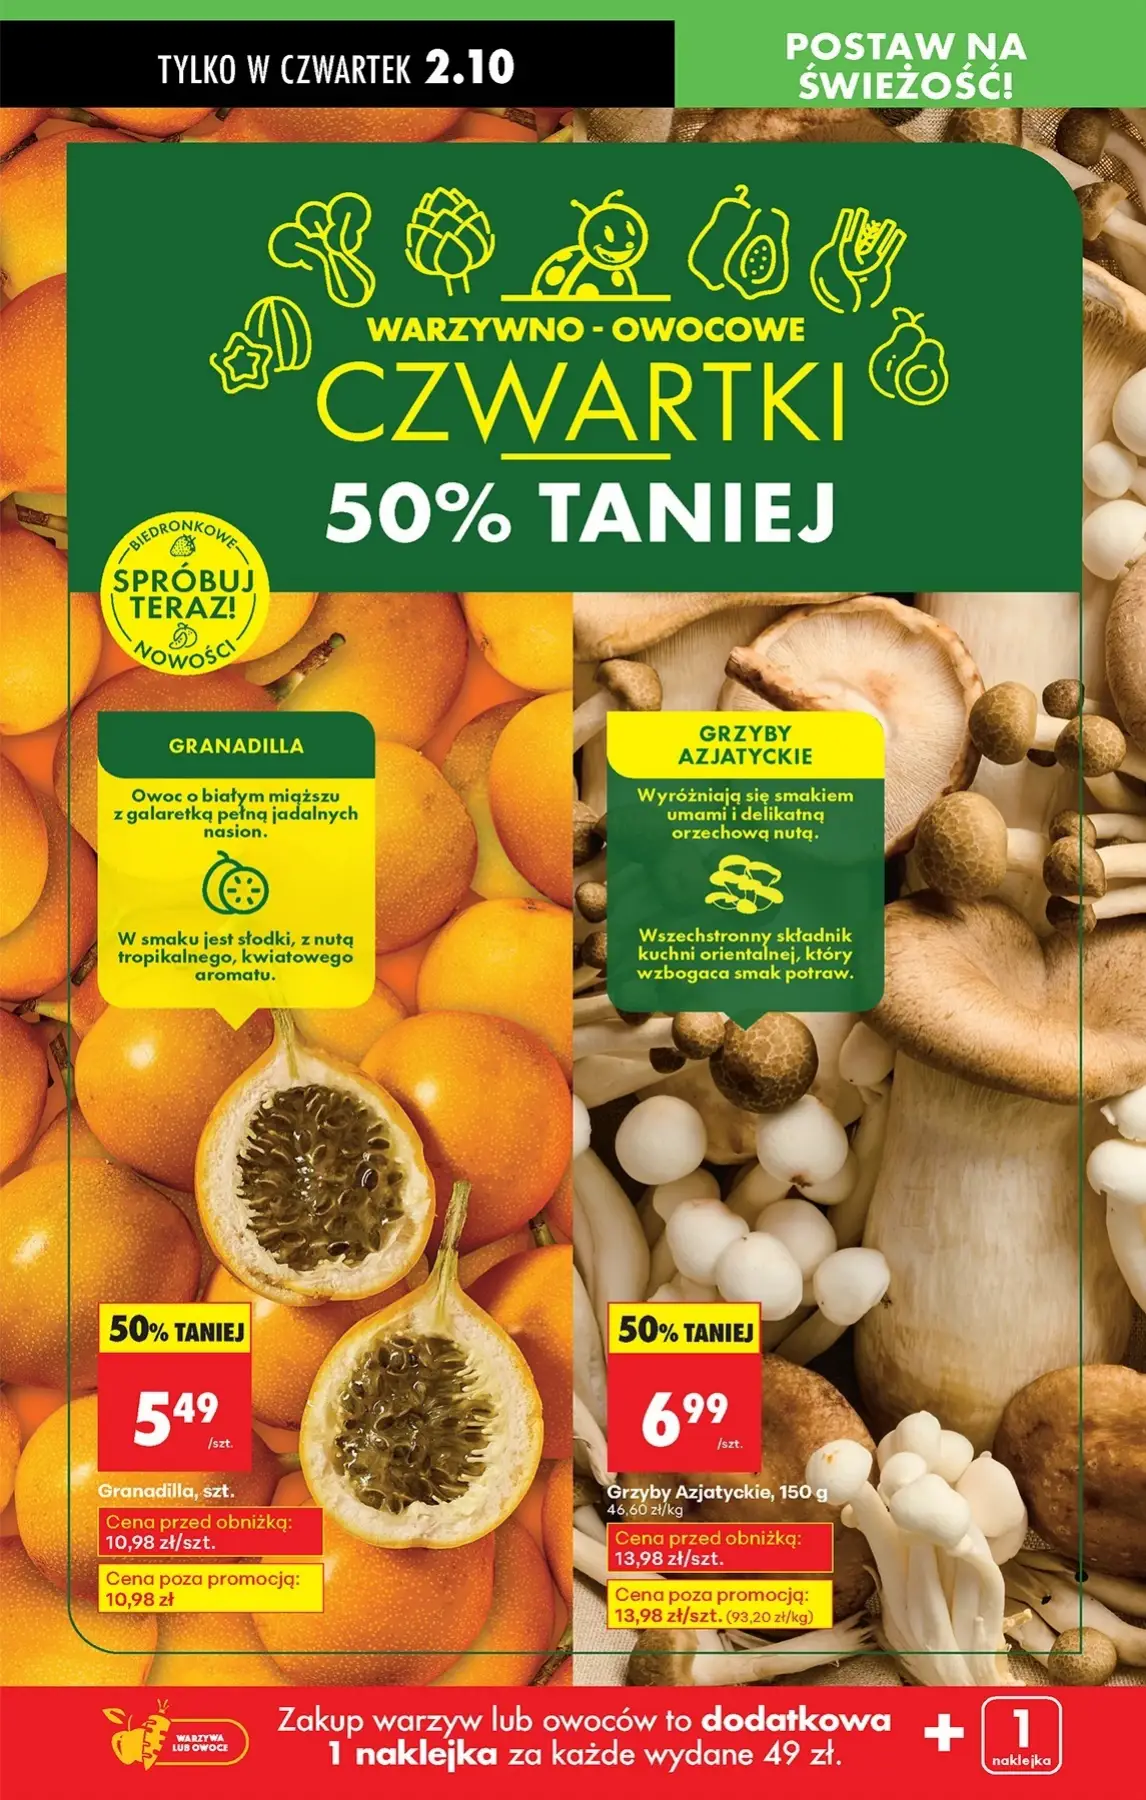 TYLKO W CZWARTEK 2.10
POSTAW NA
ŚWIEŻOŚĆ!
WARZYWNO - OWOCOWE
CZWARTKI
50% TANIEJ
BIEDRONKOWE
SPRÓBUJ
TERAZ!
NOWOŚCI
GRANADILLA
Owoc o białym miąższu
z galaretką pełną jadalnych
nasion.
W smaku jest słodki, z nutą
tropikalnego, kwiatowego
aromatu.
GRZYBY
AZJATYCKIE
Wyróżniają się smakiem
umami i delikatną
orzechową nutą.
Wszechstronny składnik
kuchni orientalnej, który
wzbogaca smak potraw.
50% TANIEJ
5 49
/szt.
Granadilla, szt.
Cena przed obniżką:
10,98 zł/szt.
Cena poza promocją:
10,98 zł
50% TANIEJ
6 99
/szt.
Grzyby Azjatyckie, 150 g
46,60 zł/kg
Cena przed obniżką:
13,98 zł/szt.
Cena poza promocją:
13,98 zł/szt. (93,20 zł/kg)
WARZYWA
LUB OWOCE
Zakup warzyw lub owoców to dodatkowa
1 naklejka za każde wydane 49 zł.
+
1
naklejka